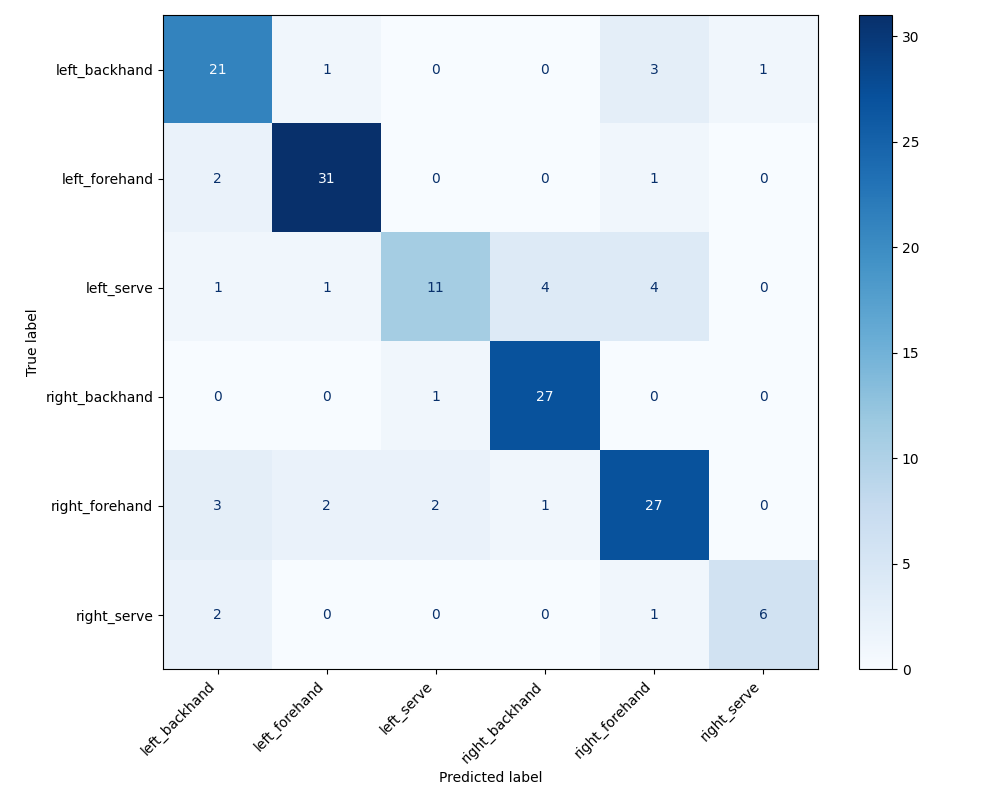 left_backhand 21 1 0 0 3 1
left_forehand 2 31 0 0 1 0
left_serve 1 1 11 4 4 0
right_backhand 0 0 1 27 0 0
right_forehand 3 2 2 1 27 0
right_serve 2 0 0 0 1 6
True label
left_backhand left_forehand left_serve right_backhand right_forehand right_serve
Predicted label
30
25
20
15
10
5
0